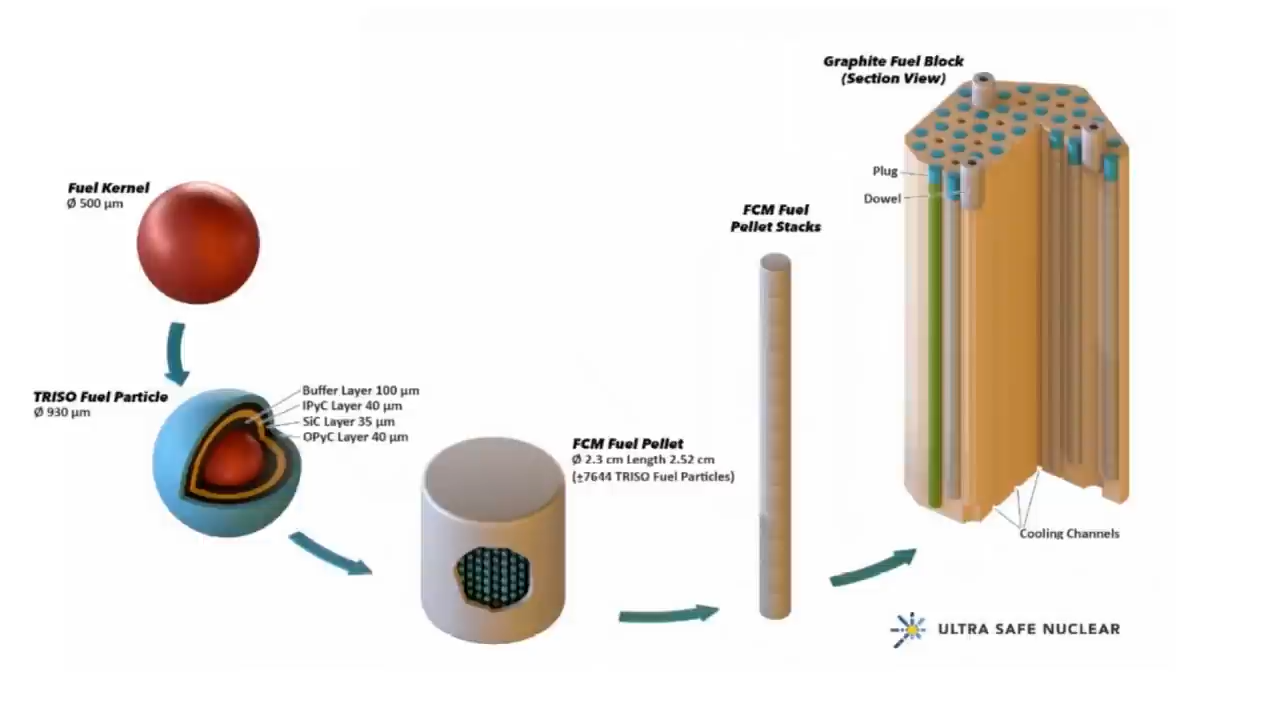 Graphite Fuel Block
(Section View)
Fuel Kernel
Ø 500 µm
Plug
Dowel
FCM Fuel
Pellet Stacks
TRISO Fuel Particle
Ø 930 µm
Buffer Layer 100 µm
IPyC Layer 40 µm
SiC Layer 35 µm
OPyC Layer 40 µm
FCM Fuel Pellet
Ø 2.3 cm Length 2.52 cm
(±7644 TRISO Fuel Particles)
Cooling Channels
ULTRA SAFE NUCLEAR